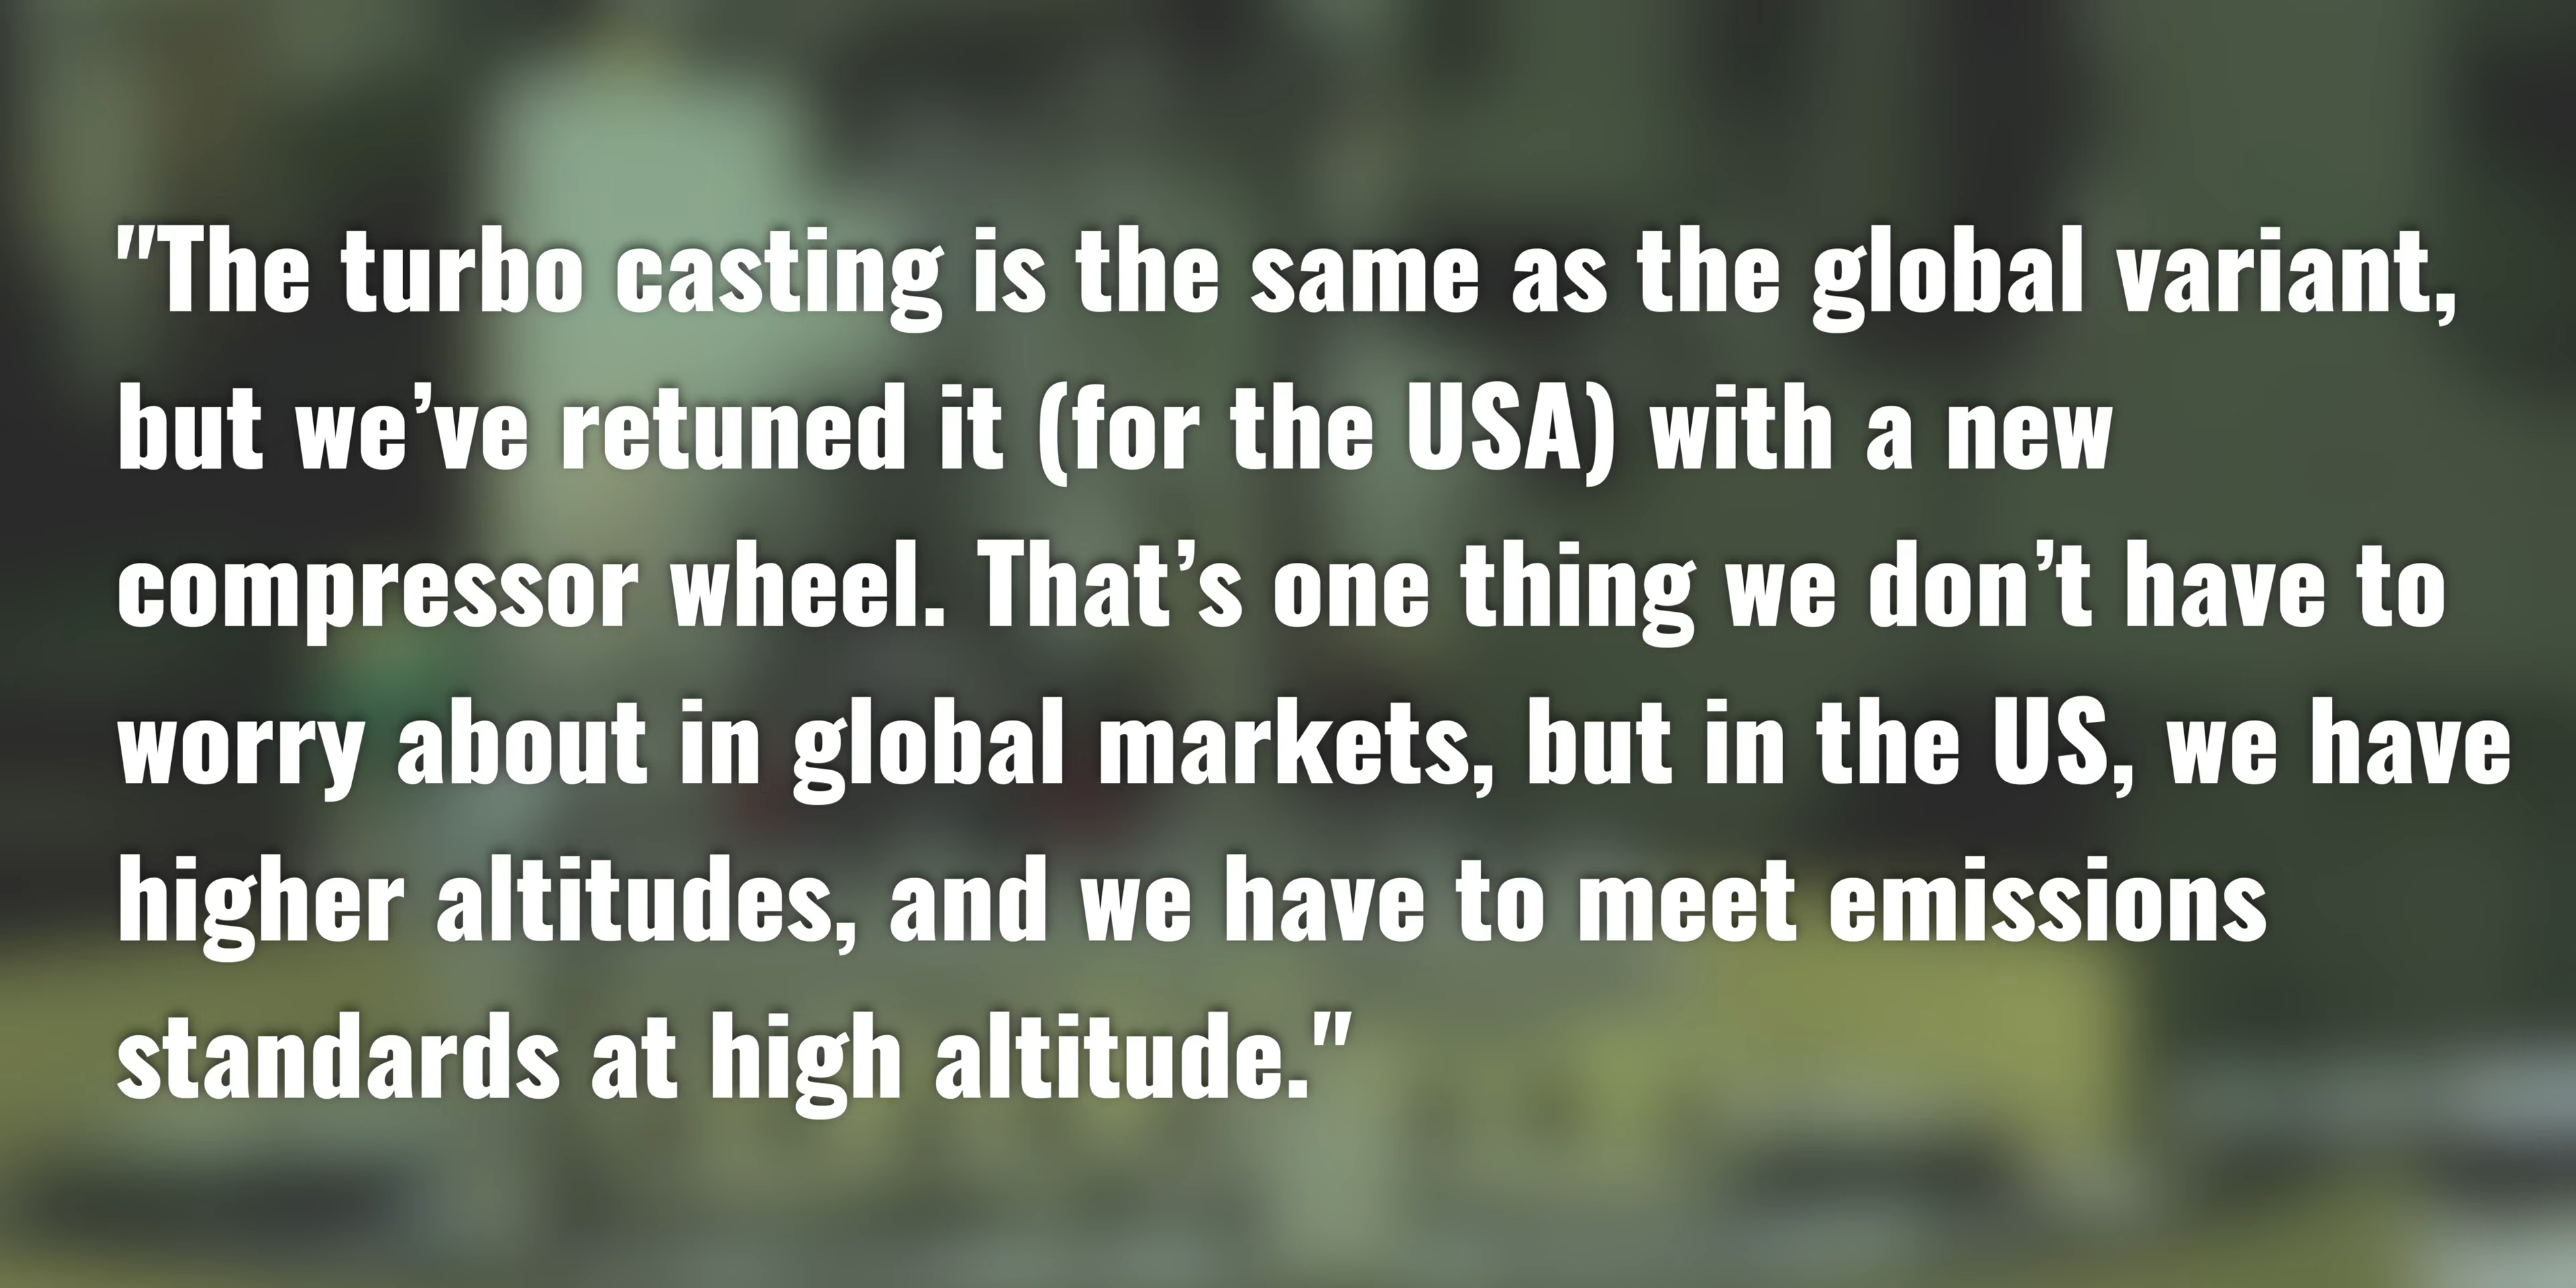 "The turbo casting is the same as the global variant,
but we’ve retuned it (for the USA) with a new
compressor wheel. That’s one thing we don’t have to
worry about in global markets, but in the US, we have
higher altitudes, and we have to meet emissions
standards at high altitude."